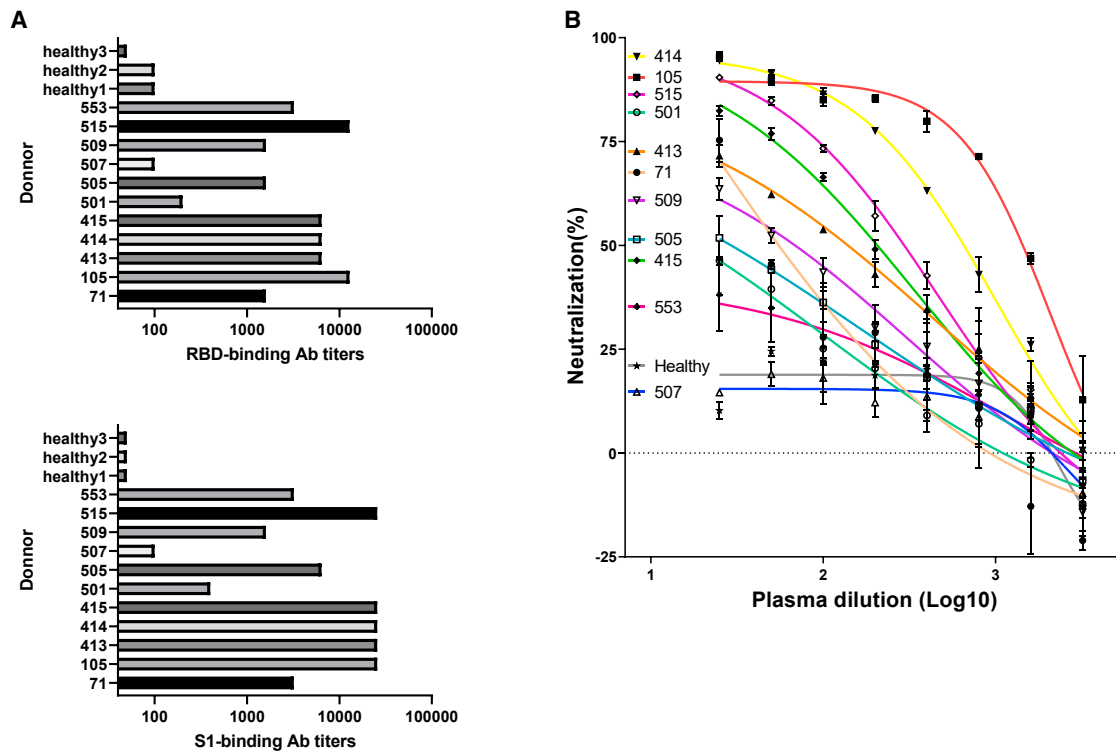 A
Donnor
healthy3
healthy2
healthy1
553
515
509
507
505
501
415
414
413
105
71
100 1000 10000 100000
RBD-binding Ab titers
Donnor
healthy3
healthy2
healthy1
553
515
509
507
505
501
415
414
413
105
71
100 1000 10000 100000
S1-binding Ab titers
B
Neutralization(%)
100
75
50
25
0
-25
414
105
515
501
413
71
509
505
415
553
Healthy
507
1 2 3
Plasma dilution (Log10)